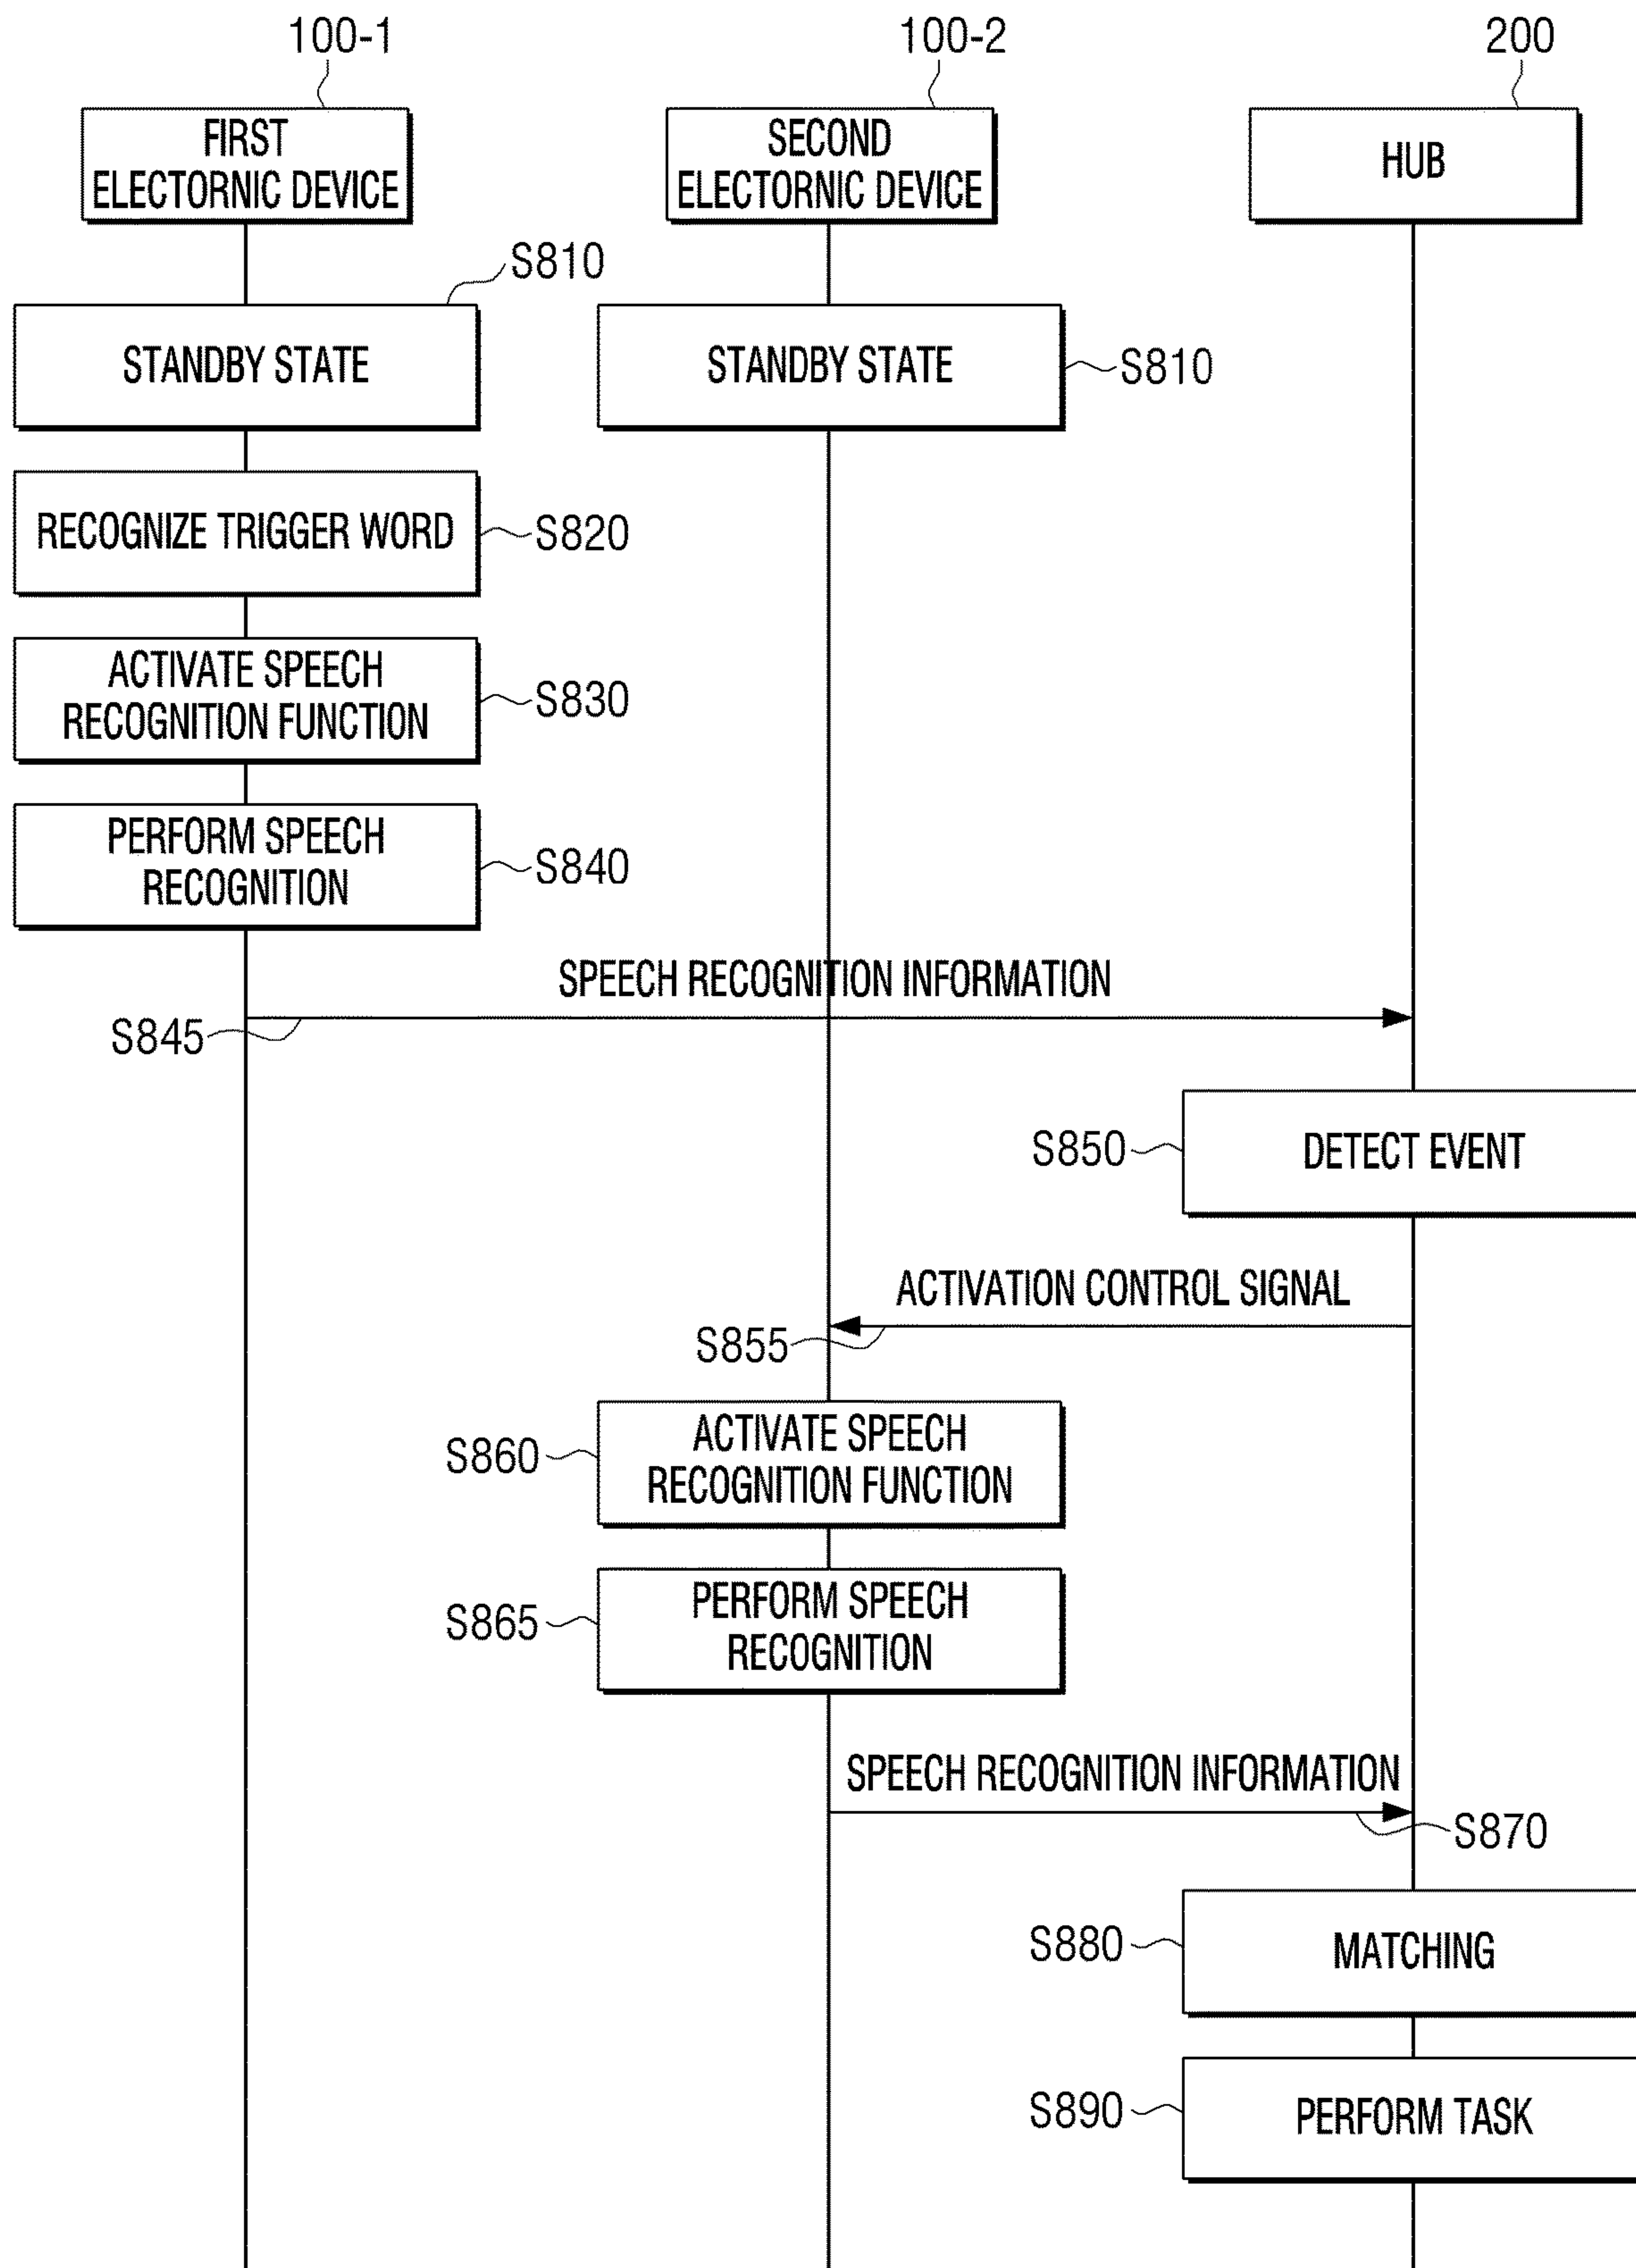 100-1
100-2
200
FIRST
ELECTORNIC DEVICE
SECOND
ELECTORNIC DEVICE
HUB
S810
STANDBY STATE
STANDBY STATE
S810
RECOGNIZE TRIGGER WORD
S820
ACTIVATE SPEECH
RECOGNITION FUNCTION
S830
PERFORM SPEECH
RECOGNITION
S840
SPEECH RECOGNITION INFORMATION
S845
S850
DETECT EVENT
ACTIVATION CONTROL SIGNAL
S855
S860
ACTIVATE SPEECH
RECOGNITION FUNCTION
S865
PERFORM SPEECH
RECOGNITION
SPEECH RECOGNITION INFORMATION
S870
S880
MATCHING
S890
PERFORM TASK